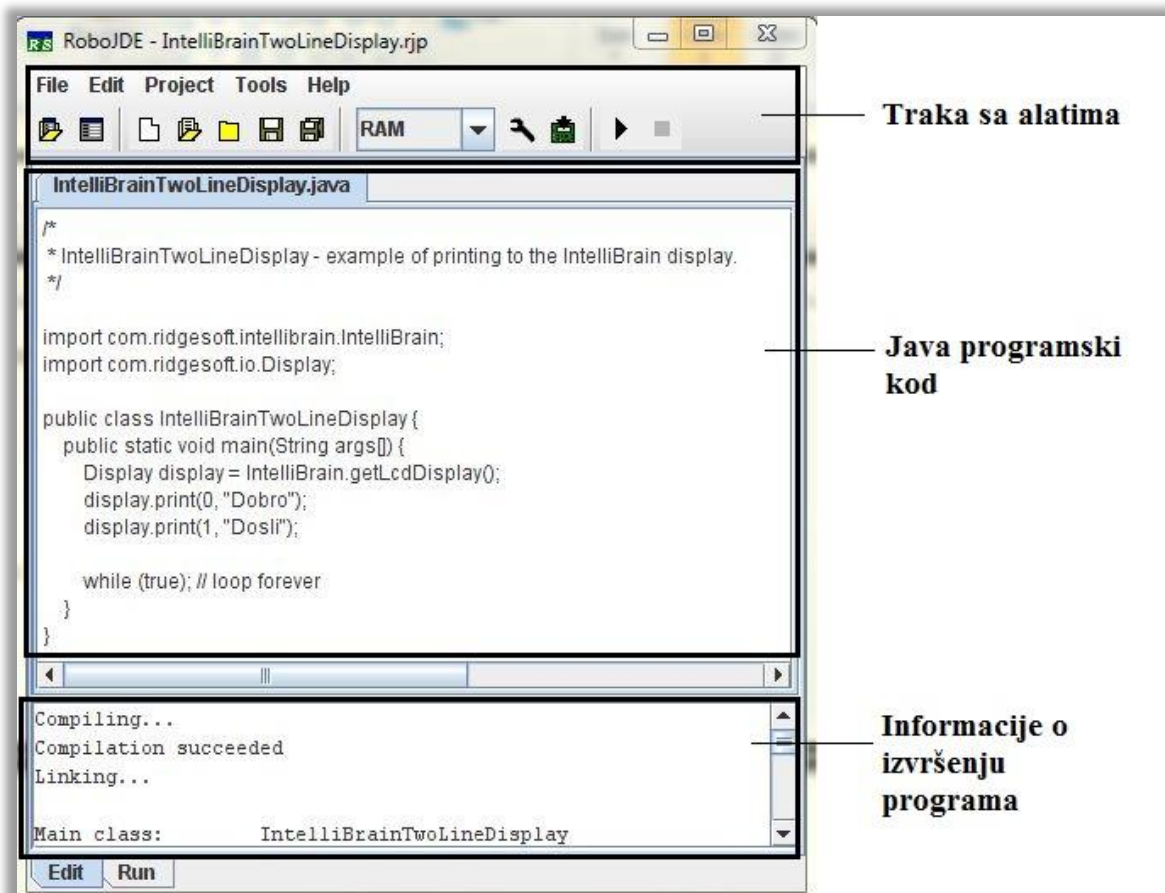 RoboJDE - IntelliBrainTwoLineDisplay.rjp
File Edit Project Tools Help
RAM
Traka sa alatima
IntelliBrainTwoLineDisplay.java
/*
* IntelliBrainTwoLineDisplay - example of printing to the IntelliBrain display.
*/
import com.ridgesoft.intellibrain.IntelliBrain;
import com.ridgesoft.io.Display;
public class IntelliBrainTwoLineDisplay {
public static void main(String args[]) {
Display display = IntelliBrain.getLcdDisplay();
display.print(0, "Dobro");
display.print(1, "Dosli");
while (true); // loop forever
}
}
Java programski
kod
Compiling...
Compilation succeeded
Linking...
Main class: IntelliBrainTwoLineDisplay
Informacije o
izvršenju
programa
Edit Run